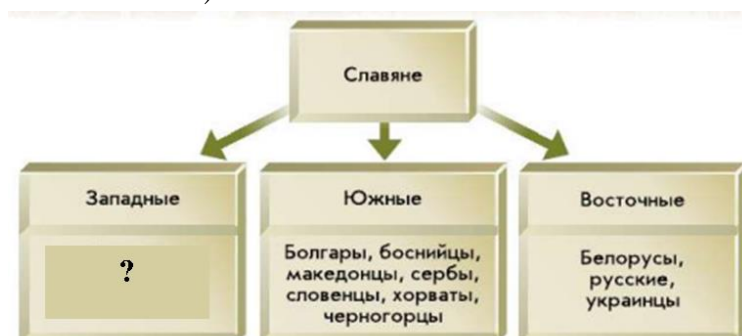 )
Славяне
Западные
Южные
Восточные
?
Болгары, боснийцы,
македонцы, сербы,
словенцы, хорваты,
черногорцы
Белорусы,
русские,
украинцы